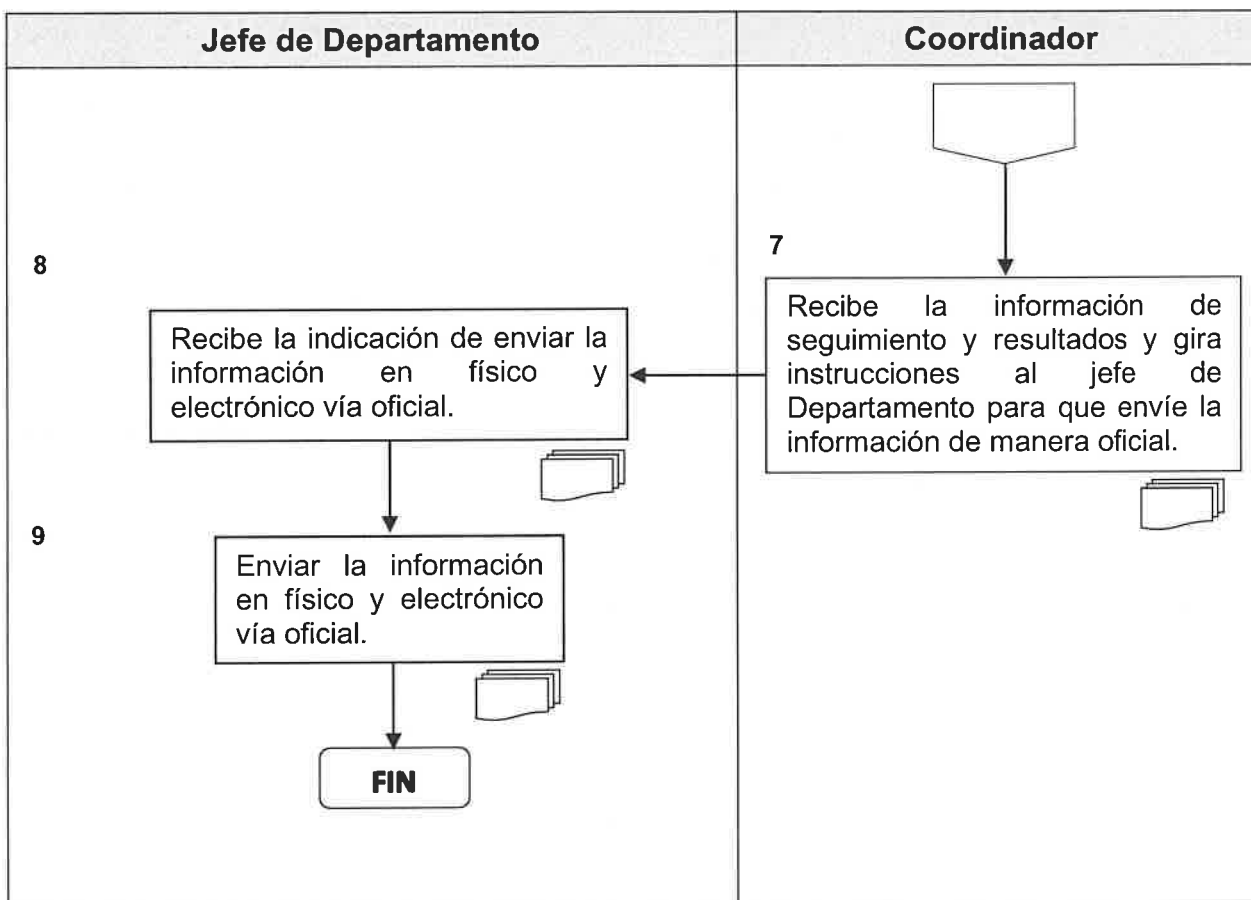 Jefe de Departamento
Coordinador
7
Recibe la información de
seguimiento y resultados y gira
instrucciones al jefe de
Departamento para que envíe la
información de manera oficial.
8
Recibe la indicación de enviar la
información en físico y
electrónico vía oficial.
9
Enviar la información
en físico y electrónico
vía oficial.
FIN